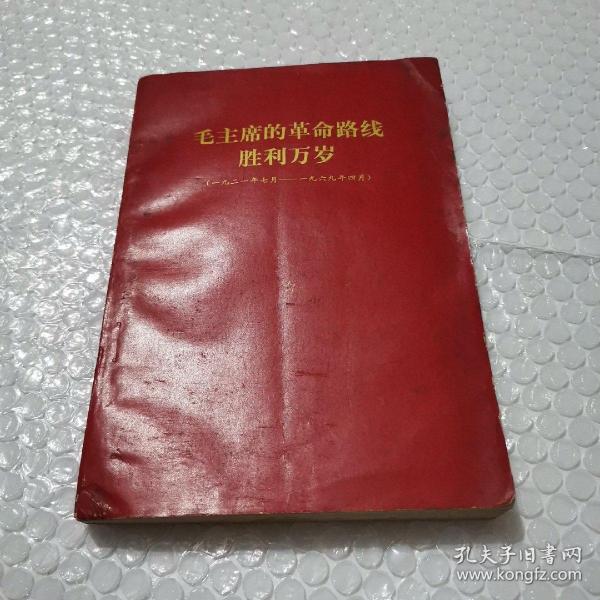 毛主席的革命路线
胜利万岁
(一九二一年七月——一九六九年四月)
孔夫子旧书网
www.kongfz.com